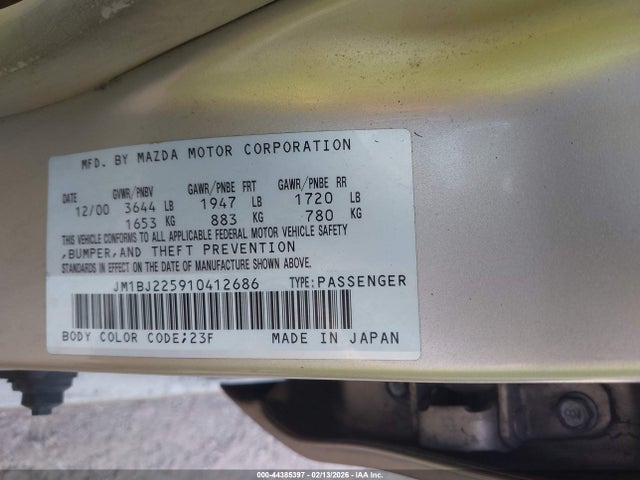 MFD. BY MAZDA MOTOR CORPORATION
DATE GVWR/PNBV GAWR/PNBE FRT GAWR/PNBE RR
12/00 3644 LB 1947 LB 1720 LB
1653 KG 883 KG 780 KG
THIS VEHICLE CONFORMS TO ALL APPLICABLE FEDERAL MOTOR VEHICLE SAFETY
,BUMPER,AND THEFT PREVENTION
STANDARDS IN EFFECT ON THE DATE OF MANUFACTURE SHOWN ABOVE.
JM1BJ225910412686 TYPE:PASSENGER
BODY COLOR CODE;23F MADE IN JAPAN
000-44385397 - 02/13/2026 - IAA Inc.